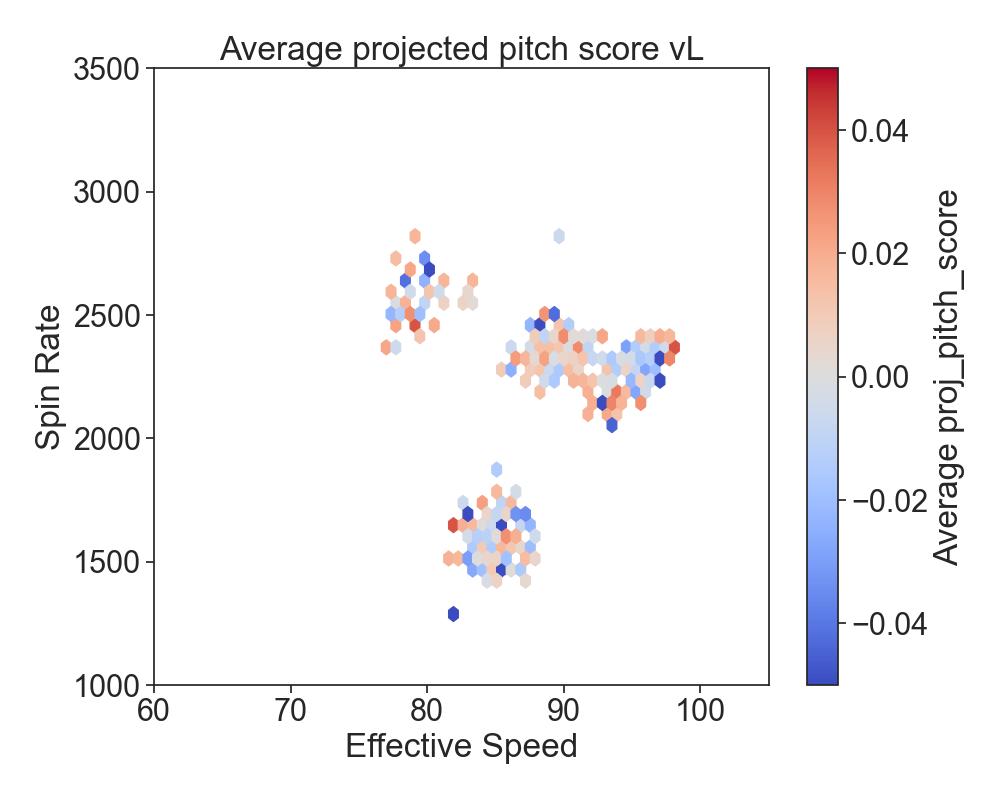 Average projected pitch score vL
3500
3000
2500
2000
1500
1000
Spin Rate
60 70 80 90 100
Effective Speed
0.04
0.02
0.00
−0.02
−0.04
Average proj_pitch_score